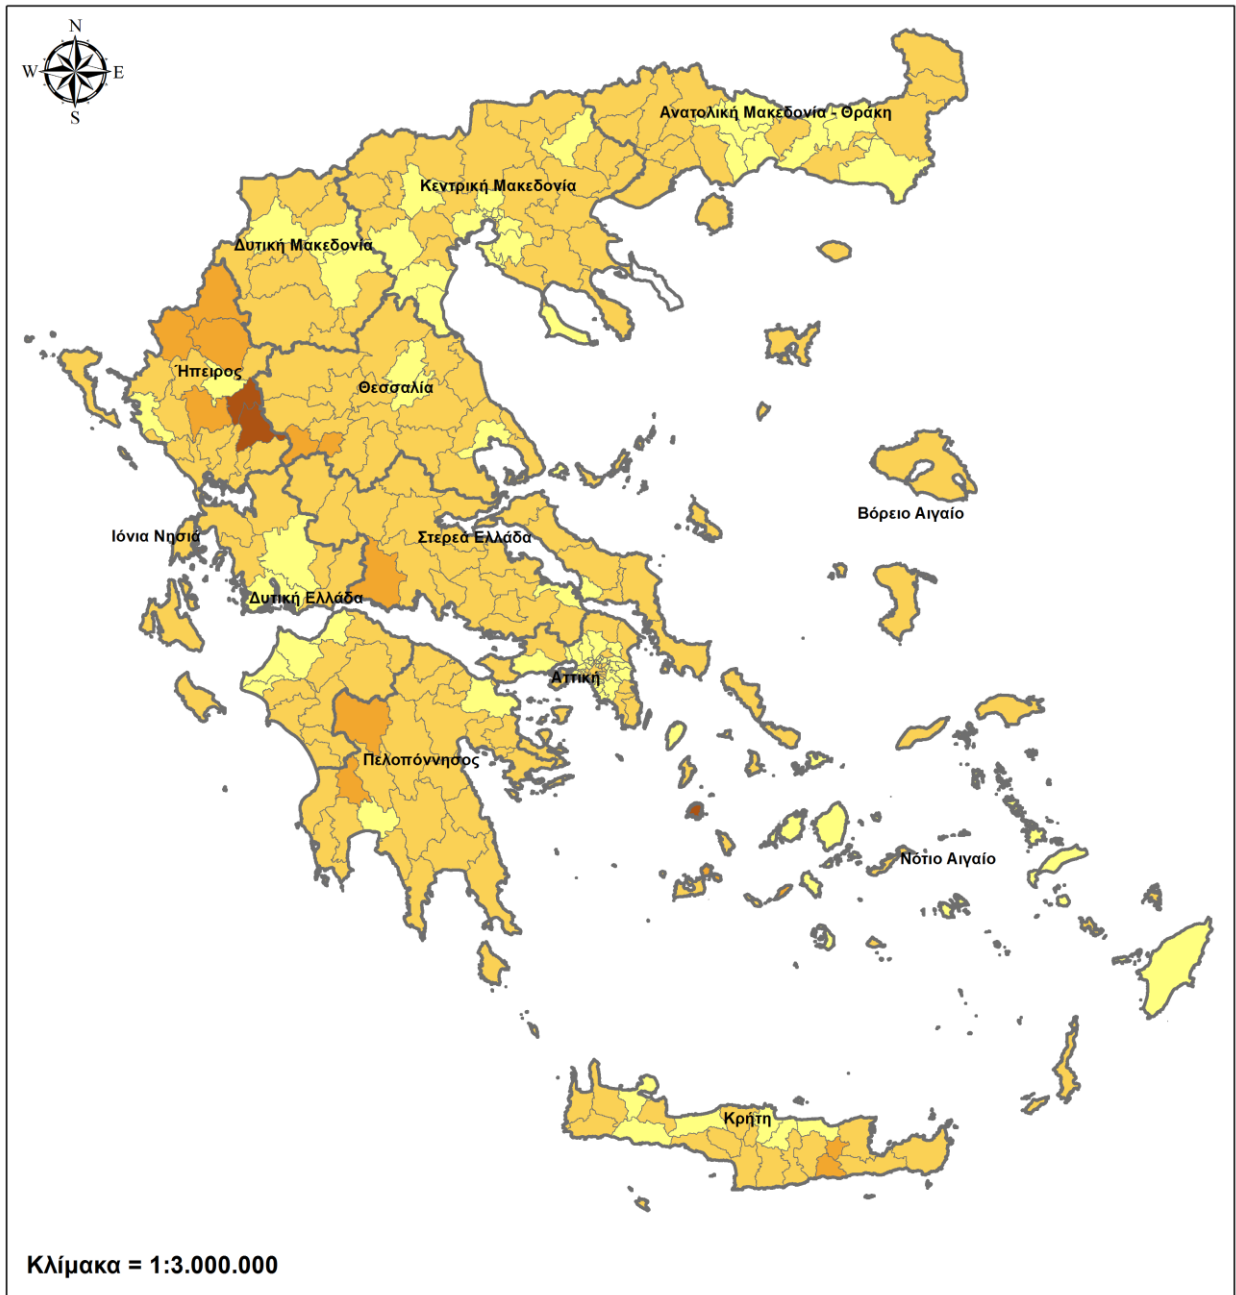 N
W E
S
Ανατολική Μακεδονία - Θράκη
Κεντρική Μακεδονία
Δυτική Μακεδονία
Ήπειρος
Θεσσαλία
Βόρειο Αιγαίο
Ιόνια Νησιά
Στερεά Ελλάδα
Δυτική Ελλάδα
Αττική
Πελοπόννησος
Νότιο Αιγαίο
Κρήτη
Κλίμακα = 1:3.000.000